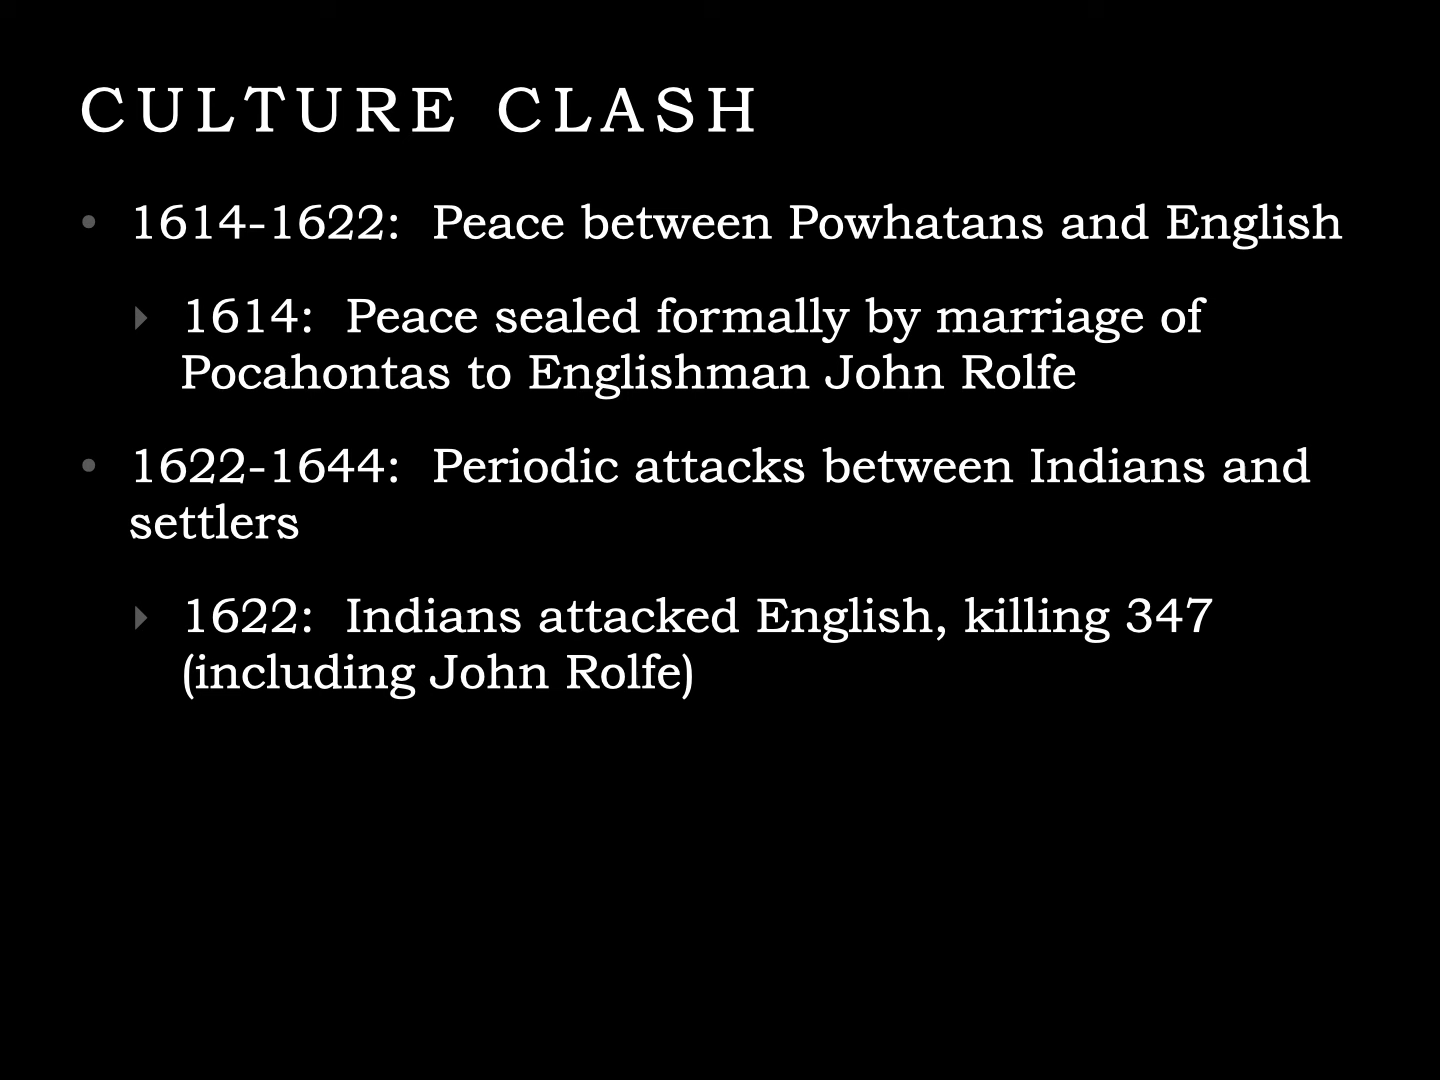 CULTURE CLASH
• 1614-1622:  Peace between Powhatans and English
‣ 1614:  Peace sealed formally by marriage of
Pocahontas to Englishman John Rolfe
• 1622-1644:  Periodic attacks between Indians and
settlers
‣ 1622:  Indians attacked English, killing 347
(including John Rolfe)